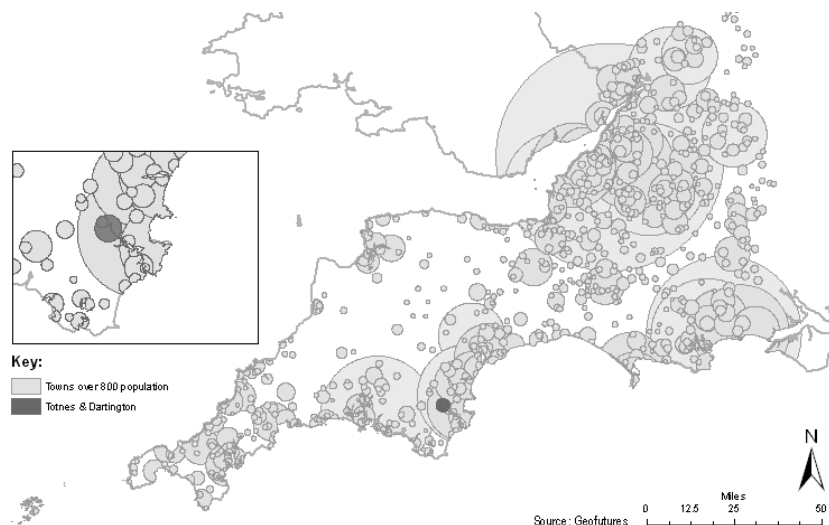 Key:
Towns over 800 population
Totnes & Dartington
N
Miles
Source : Geofutures
0 12.5 25 50